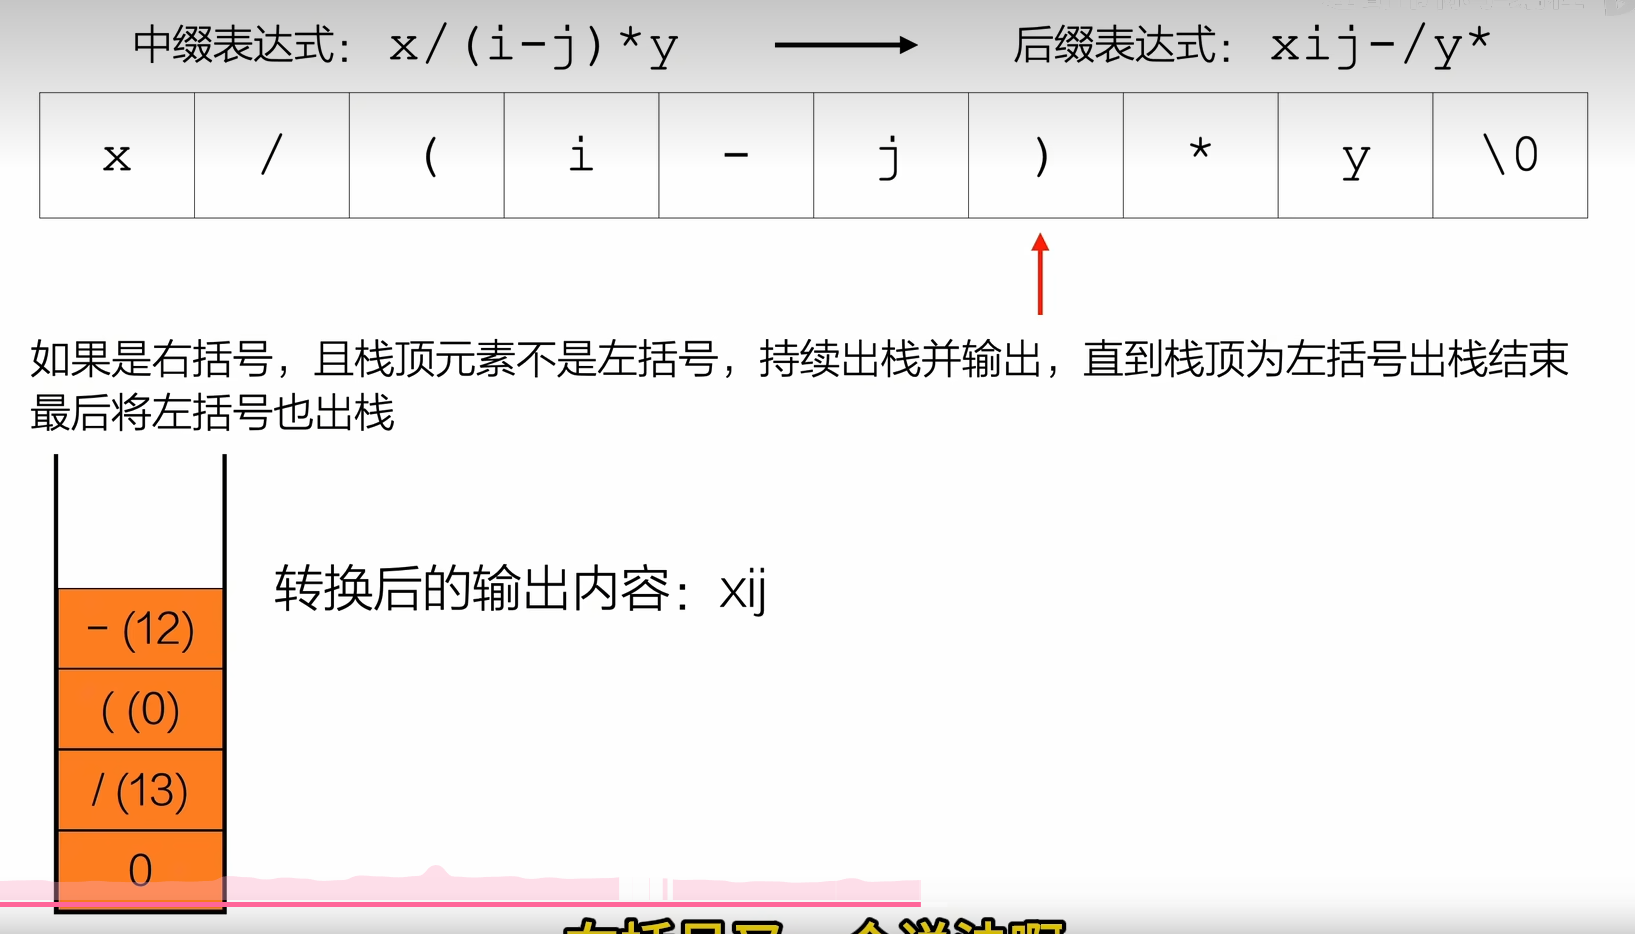 中缀表达式： x/(i-j)*y
后缀表达式： xij-/y*
x / ( i - j ) * y \0
如果是右括号，且栈顶元素不是左括号，持续出栈并输出，直到栈顶为左括号出栈结束
最后将左括号也出栈
转换后的输出内容：xij
- (12)
( (0)
/ (13)
0